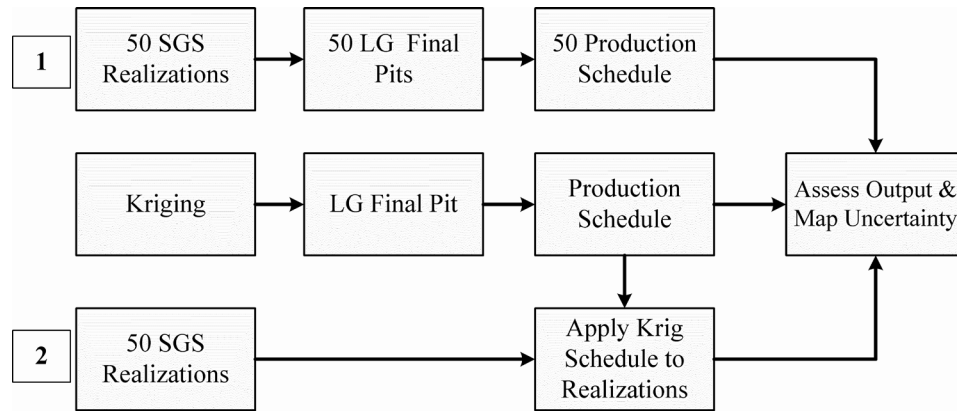 1
50 SGS
Realizations
50 LG Final
Pits
50 Production
Schedule
Kriging
LG Final Pit
Production
Schedule
Assess Output &
Map Uncertainty
2
50 SGS
Realizations
Apply Krig
Schedule to
Realizations